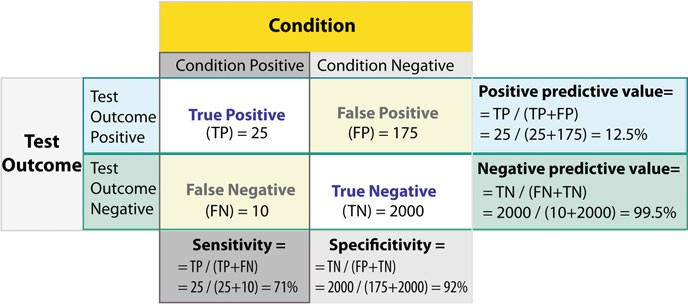 Condition
Condition Positive
Condition Negative
Test Outcome
Test
Outcome
Positive
True Positive
(TP) = 25
False Positive
(FP) = 175
Positive predictive value=
= TP / (TP+FP)
= 25 / (25+175) = 12.5%
Test
Outcome
Negative
False Negative
(FN) = 10
True Negative
(TN) = 2000
Negative predictive value=
=TN / (FN+TN)
= 2000 / (10+2000) = 99.5%
Sensitivity =
=TP / (TP+FN)
= 25 / (25+10) = 71%
Specificitivity =
=TN / (FP+TN)
= 2000 / (175+2000) = 92%